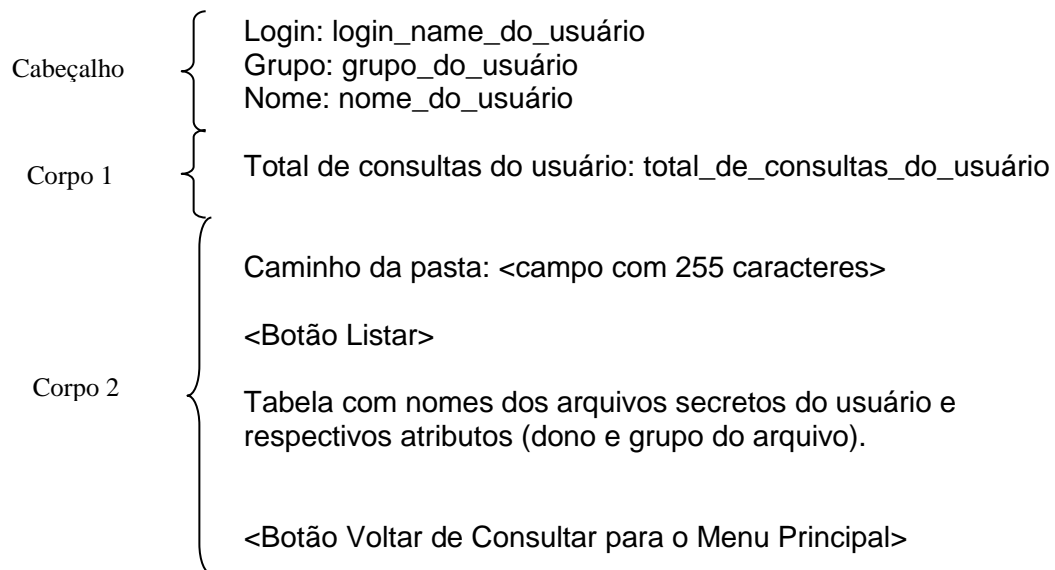 Cabeçalho
Login: login_name_do_usuário
Grupo: grupo_do_usuário
Nome: nome_do_usuário
Corpo 1
Total de consultas do usuário: total_de_consultas_do_usuário
Corpo 2
Caminho da pasta: <campo com 255 caracteres>
<Botão Listar>
Tabela com nomes dos arquivos secretos do usuário e
respectivos atributos (dono e grupo do arquivo).
<Botão Voltar de Consultar para o Menu Principal>